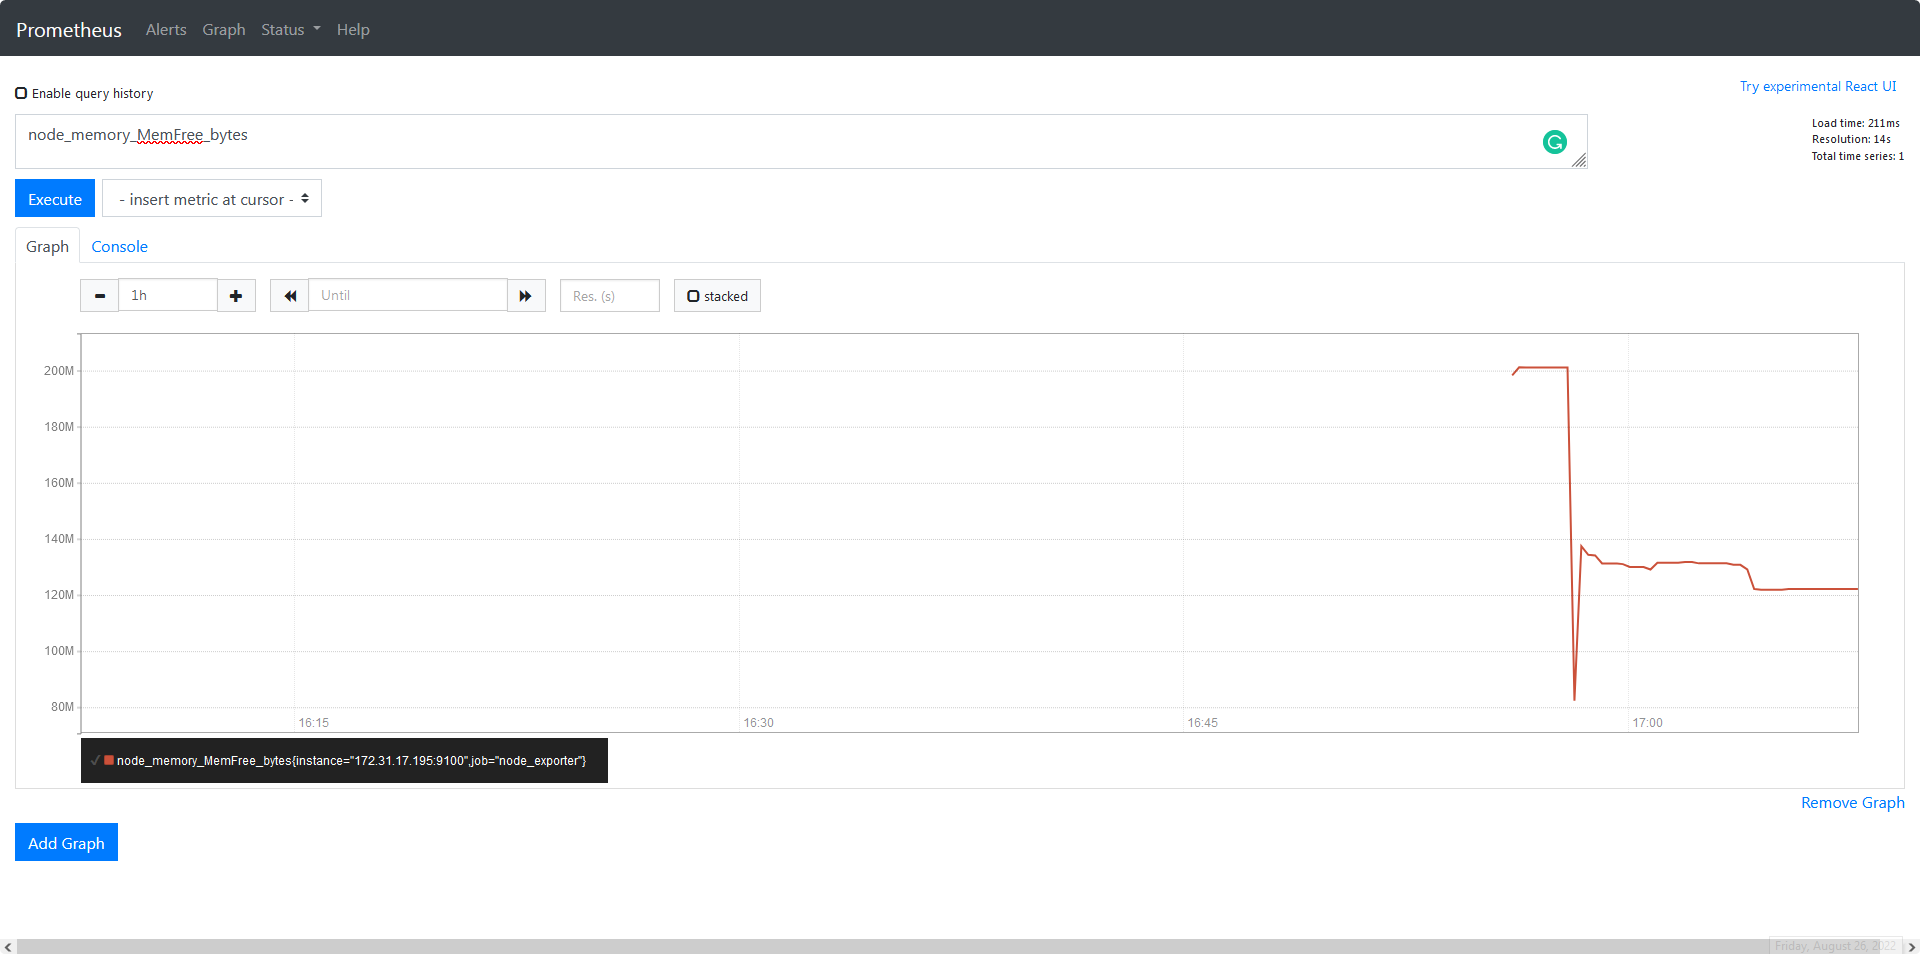 Prometheus Alerts Graph Status Help
Enable query history
Try experimental React UI
node_memory_MemFree_bytes
Load time: 211ms
Resolution: 14s
Total time series: 1
Execute - insert metric at cursor -
Graph Console
1h Until Res. (s) stacked
200M
180M
160M
140M
120M
100M
80M
16:15 16:30 16:45 17:00
node_memory_MemFree_bytes{instance="172.31.17.195:9100",job="node_exporter"}
Remove Graph
Add Graph
Friday, August 26, 2022